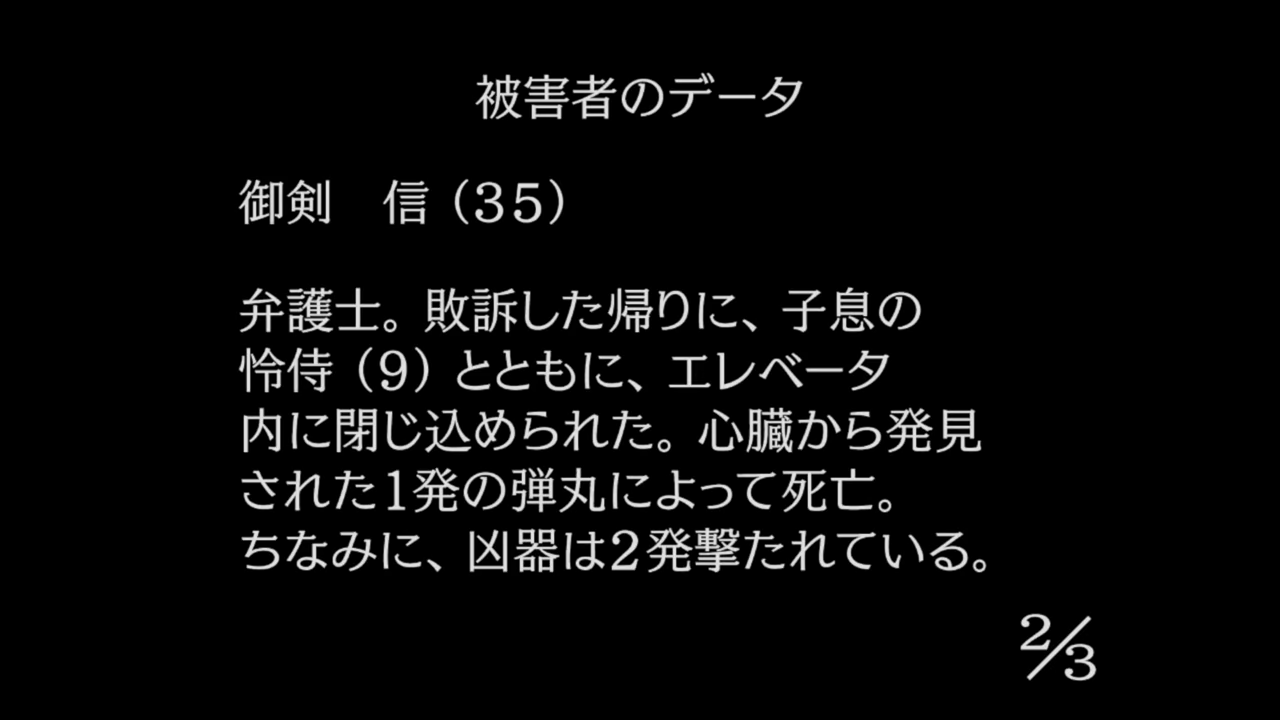 被害者のデータ
御剣　信（３５）
弁護士。敗訴した帰りに、子息の
怜侍（９）とともに、エレベータ
内に閉じ込められた。心臓から発見
された１発の弾丸によって死亡。
ちなみに、凶器は２発撃たれている。
2/3